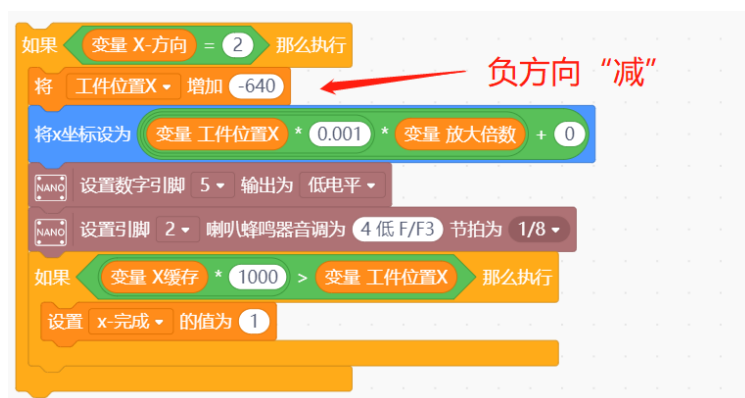 如果 变量 X-方向 = 2 那么执行
负方向“减”
将 工件位置X 增加 -640
将x坐标设为 变量 工件位置X * 0.001 * 变量 放大倍数 + 0
NANO 设置数字引脚 5 输出为 低电平
NANO 设置引脚 2 喇叭蜂鸣器音调为 4 低 F/F3 节拍为 1/8
如果 变量 X缓存 * 1000 > 变量 工件位置X 那么执行
设置 x-完成 的值为 1